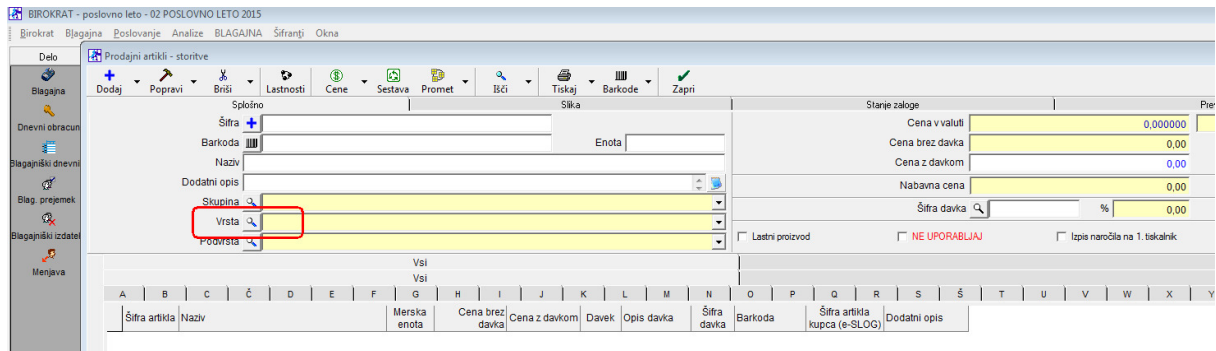 BIROKRAT - poslovno leto - 02 POSLOVNO LETO 2015
Birokrat Blagajna Poslovanje Analize BLAGAJNA Šifranti Okna
Delo
Prodajni artikli - storitve
Dodaj Popravi Briši Lastnosti Cene Sestava Promet Išči Tiskaj Barkode Zapri
Blagajna
Dnevni obracun
Blagajniški dnevni
Blag. prejemek
Blagajniški izdatel
Menjava
Splošno Slika Stanje zaloge Prev
Šifra
Barkoda Enota
Naziv
Dodatni opis
Skupina
Vrsta
Podvrsta
Cena v valuti 0,000000
Cena brez davka 0,00
Cena z davkom 0,00
Nabavna cena 0,00
Šifra davka % 0,00
Lastni proizvod NE UPORABLJAJ Izpis naročila na 1. tiskalnik
Vsi
Vsi
A B C Č D E F G H I J K L M N O P Q R S Š T U V W X Y
Šifra artikla Naziv Merska enota Cena brez davka Cena z davkom Davek Opis davka Šifra davka Barkoda Šifra artikla kupca (e-SLOG) Dodatni opis